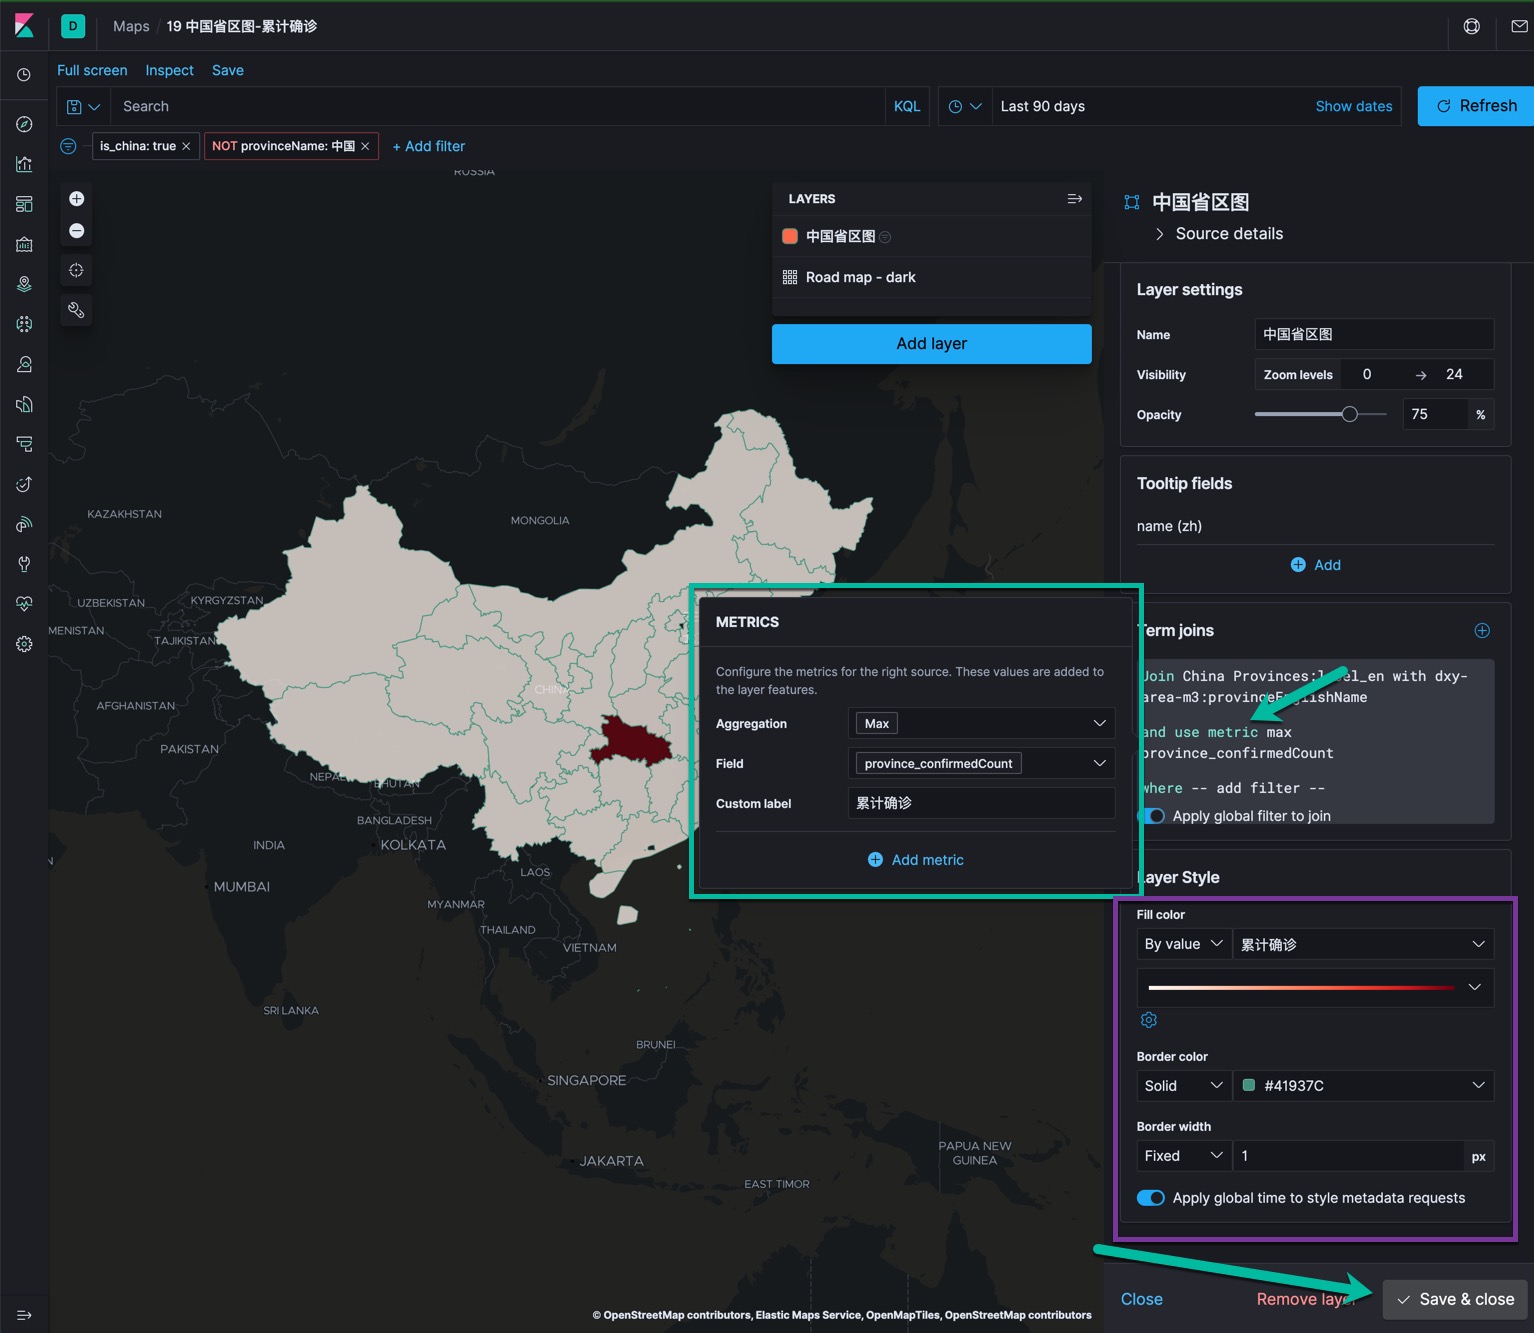 D
Maps / 19 中国省区图-累计确诊
Full screen Inspect Save
Search
KQL
Last 90 days
Show dates
Refresh
is_china: true ×
NOT provinceName: 中国 ×
+ Add filter
RUSSIA
KAZAKHSTAN
MONGOLIA
UZBEKISTAN
KYRGYZSTAN
MENISTAN
TAJIKISTAN
CHINA
AFGHANISTAN
PAKISTAN
NEPAL
BHUTAN
BANGLADESH
INDIA
KOLKATA
MUMBAI
LAOS
MYANMAR
THAILAND
VIETNAM
SRI LANKA
BRUNEI
SINGAPORE
JAKARTA
PAPUA NEW
GUINEA
EAST TIMOR
© OpenStreetMap contributors, Elastic Maps Service, OpenMapTiles, OpenStreetMap contributors
LAYERS
中国省区图
Road map - dark
Add layer
METRICS
Configure the metrics for the right source. These values are added to
the layer features.
Aggregation Max
Field province_confirmedCount
Custom label 累计确诊
Add metric
中国省区图
Source details
Layer settings
Name 中国省区图
Visibility Zoom levels 0 → 24
Opacity 75 %
Tooltip fields
name (zh)
Add
Term joins
Join China Provinces:label_en with dxy-
area-m3:provinceEnglishName
and use metric max
province_confirmedCount
where -- add filter --
Apply global filter to join
Layer Style
Fill color
By value 累计确诊
Border color
Solid #41937C
Border width
Fixed 1 px
Apply global time to style metadata requests
Close Remove layer Save & close